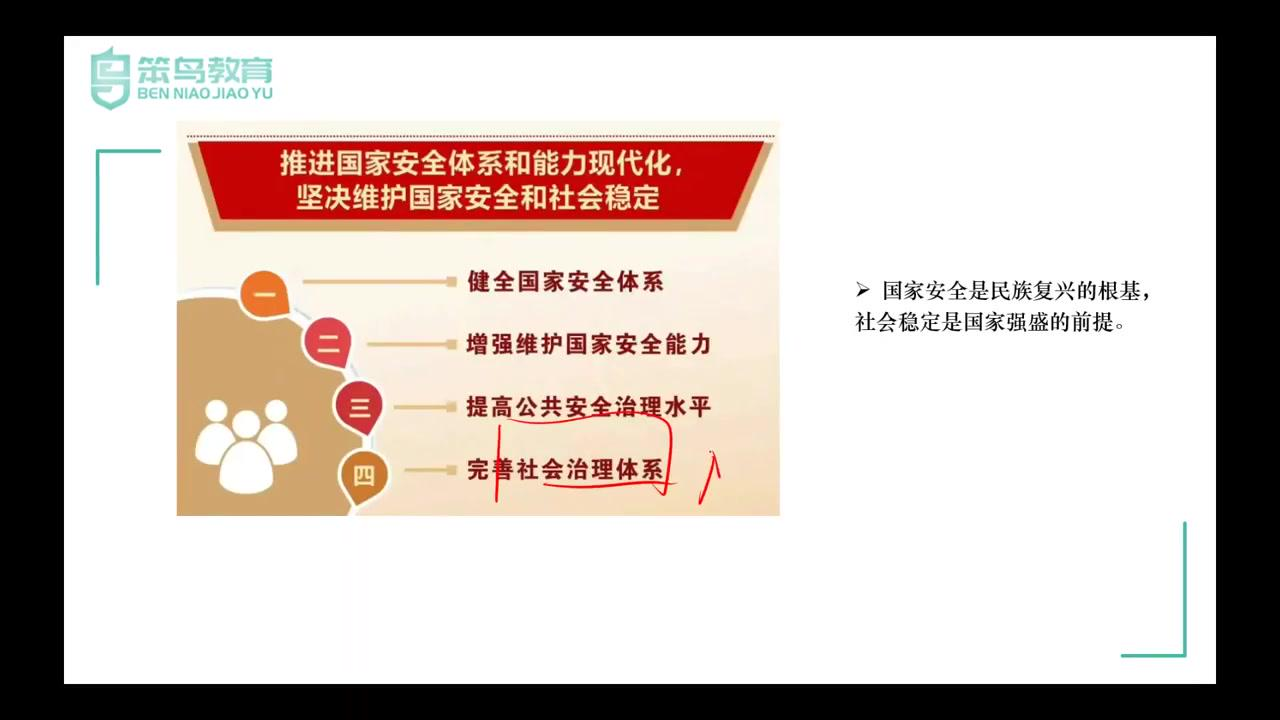 笨鸟教育
BEN NIAO JIAO YU
推进国家安全体系和能力现代化，
坚决维护国家安全和社会稳定
一
健全国家安全体系
二
增强维护国家安全能力
三
提高公共安全治理水平
四
完善社会治理体系
➢ 国家安全是民族复兴的根基，
社会稳定是国家强盛的前提。